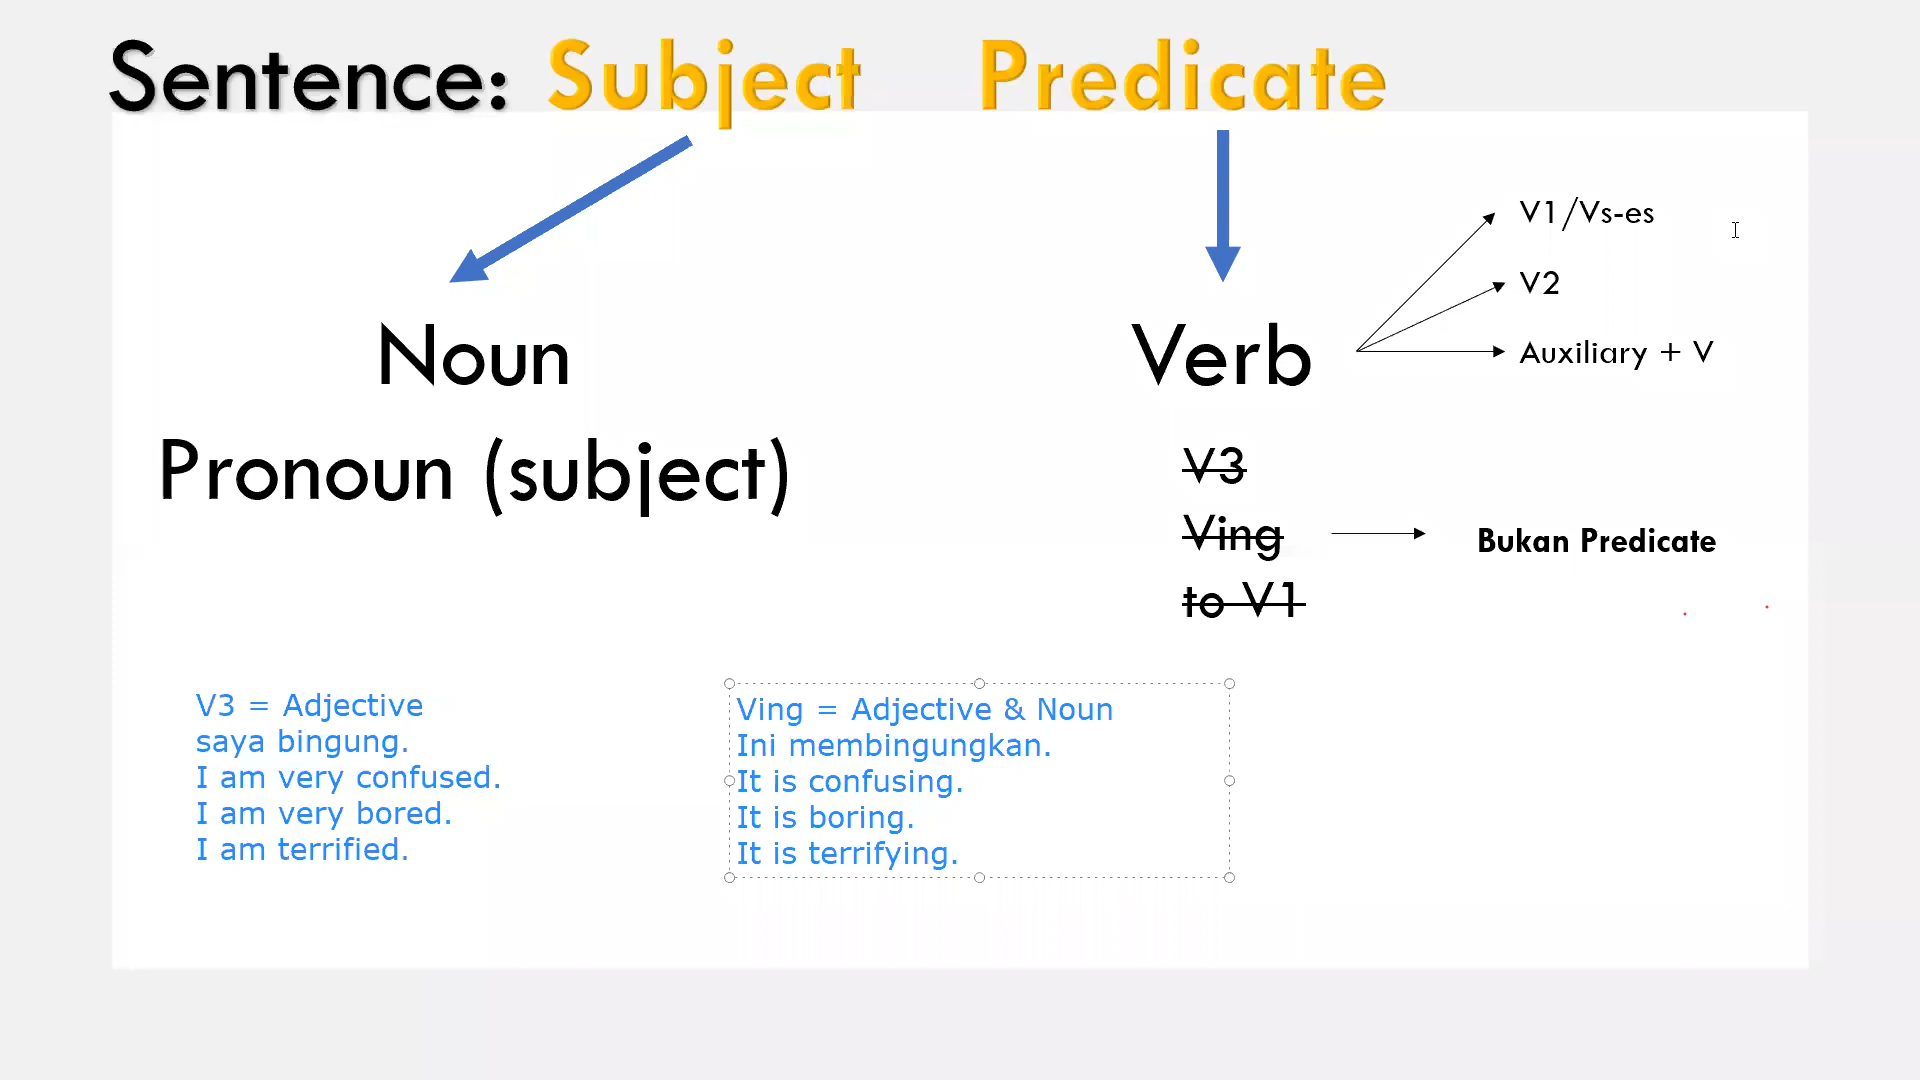 Sentence: Subject Predicate
Noun
Pronoun (subject)
Verb
V1/Vs-es
V2
Auxiliary + V
V3
Ving
to V1
Bukan Predicate
V3 = Adjective
saya bingung.
I am very confused.
I am very bored.
I am terrified.
Ving = Adjective & Noun
Ini membingungkan.
It is confusing.
It is boring.
It is terrifying.